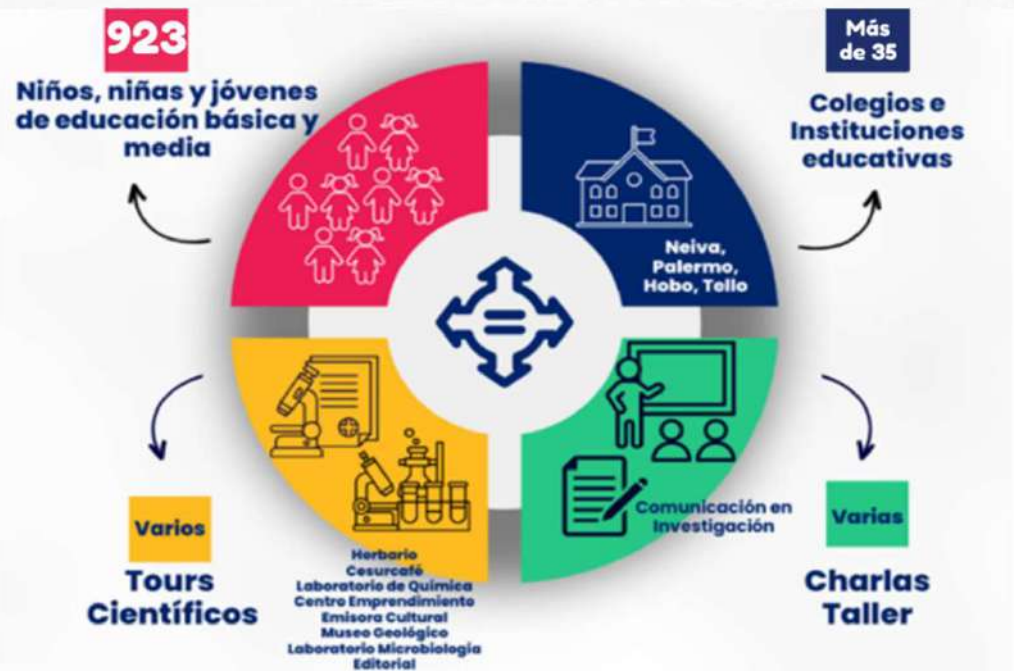 923
Niños, niñas y jóvenes
de educación básica y
media
Más
de 35
Colegios e
Instituciones
educativas
Neiva,
Palermo,
Hobo, Tello
Varios
Tours
Científicos
Herbario
Cesurcafé
Laboratorio de Química
Centro Emprendimiento
Emisora Cultural
Museo Geológico
Laboratorio Microbiología
Editorial
Comunicación en
Investigación
Varias
Charlas
Taller